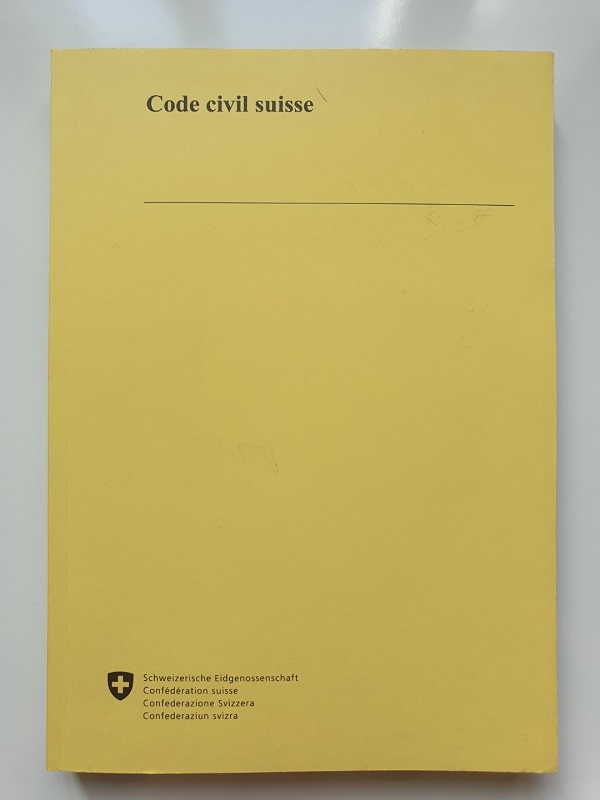 Code civil suisse
Schweizerische Eidgenossenschaft
Confédération suisse
Confederazione Svizzera
Confederaziun svizra